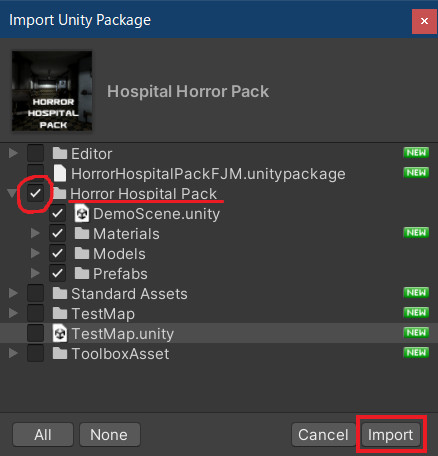 Import Unity Package
HORROR
HOSPITAL
PACK
Hospital Horror Pack
Editor NEW
HorrorHospitalPackFJM.unitypackage NEW
Horror Hospital Pack
DemoScene.unity
Materials NEW
Models
Prefabs
Standard Assets NEW
TestMap NEW
TestMap.unity NEW
ToolboxAsset NEW
All None Cancel Import